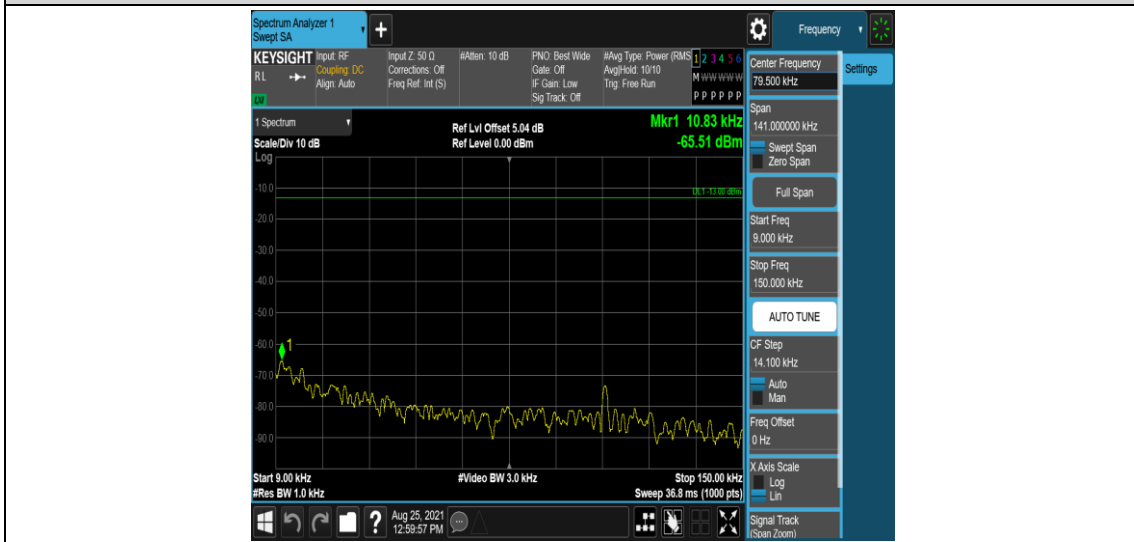 Spectrum Analyzer 1
Swept SA
+
Frequency
KEYSIGHT
RL
LXI
Input: RF
Coupling: DC
Align: Auto
Input Z: 50 Ω
Corrections: Off
Freq Ref: Int (S)
#Atten: 10 dB
PNO: Best Wide
Gate: Off
IF Gain: Low
Sig Track: Off
#Avg Type: Power (RMS
Avg|Hold: 10/10
Trig: Free Run
1 2 3 4 5 6
M W W W W W
P P P P P P
1 Spectrum
Scale/Div 10 dB
Log
Ref Lvl Offset 5.04 dB
Ref Level 0.00 dBm
Mkr1 10.83 kHz
-65.51 dBm
DL1 -13.00 dBm
-10.0
-20.0
-30.0
-40.0
-50.0
-60.0
1
-70.0
-80.0
-90.0
Start 9.00 kHz
#Res BW 1.0 kHz
#Video BW 3.0 kHz
Stop 150.00 kHz
Sweep 36.8 ms (1000 pts)
Center Frequency
79.500 kHz
Settings
Span
141.000000 kHz
Swept Span
Zero Span
Full Span
Start Freq
9.000 kHz
Stop Freq
150.000 kHz
AUTO TUNE
CF Step
14.100 kHz
Auto
Man
Freq Offset
0 Hz
X Axis Scale
Log
Lin
Signal Track
(Span Zoom)
?
Aug 25, 2021
12:59:57 PM